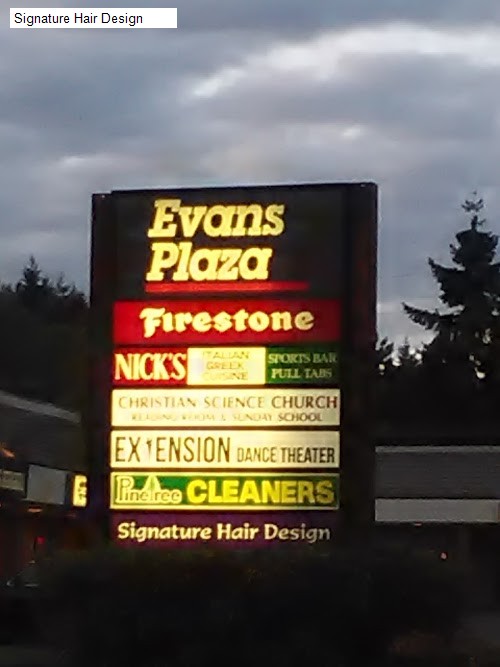 Signature Hair Design
Evans
Plaza
Firestone
NICK'S
ITALIAN
GREEK
CUISINE
SPORTS BAR
PULL TABS
CHRISTIAN SCIENCE CHURCH
READING ROOM & SUNDAY SCHOOL
EXTENSION DANCE THEATER
PineTree CLEANERS
Signature Hair Design